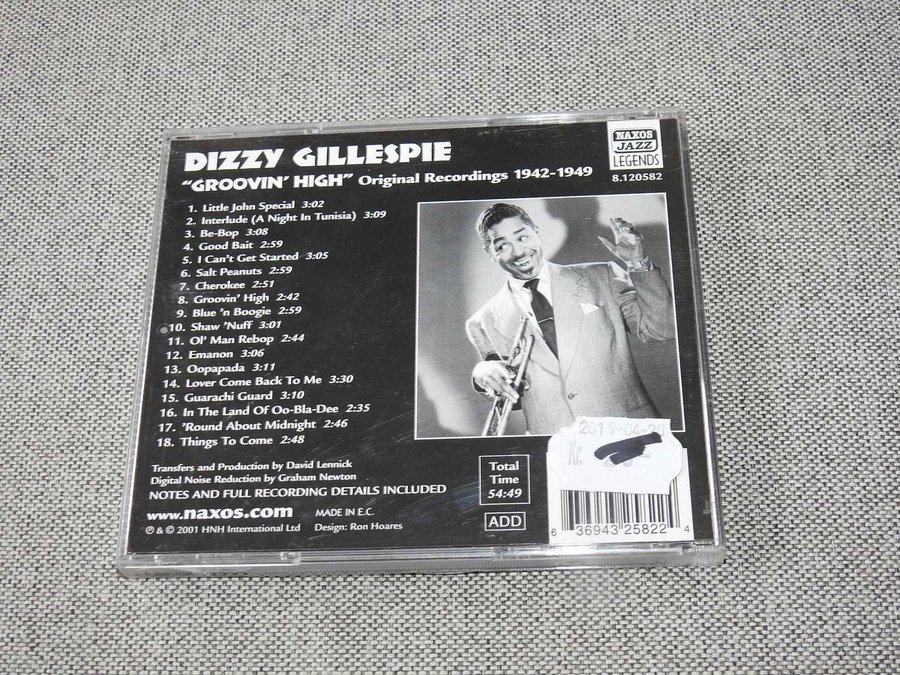 DIZZY GILLESPIE
"GROOVIN' HIGH" Original Recordings 1942-1949
NAXOS
JAZZ
LEGENDS
8.120582
1. Little John Special 3:02
2. Interlude (A Night In Tunisia) 3:09
3. Be-Bop 3:08
4. Good Bait 2:59
5. I Can't Get Started 3:05
6. Salt Peanuts 2:59
7. Cherokee 2:51
8. Groovin' High 2:42
9. Blue 'n Boogie 2:59
10. Shaw 'Nuff 3:01
11. Ol' Man Rebop 2:44
12. Emanon 3:06
13. Oopapada 3:11
14. Lover Come Back To Me 3:30
15. Guarachi Guard 3:10
16. In The Land Of Oo-Bla-Dee 2:35
17. 'Round About Midnight 2:46
18. Things To Come 2:48
Transfers and Production by David Lennick
Digital Noise Reduction by Graham Newton
NOTES AND FULL RECORDING DETAILS INCLUDED
www.naxos.com MADE IN E.C.
℗ & © 2001 HNH International Ltd Design: Ron Hoares
Total
Time
54:49
ADD
Kr.
6 36943 25822 4